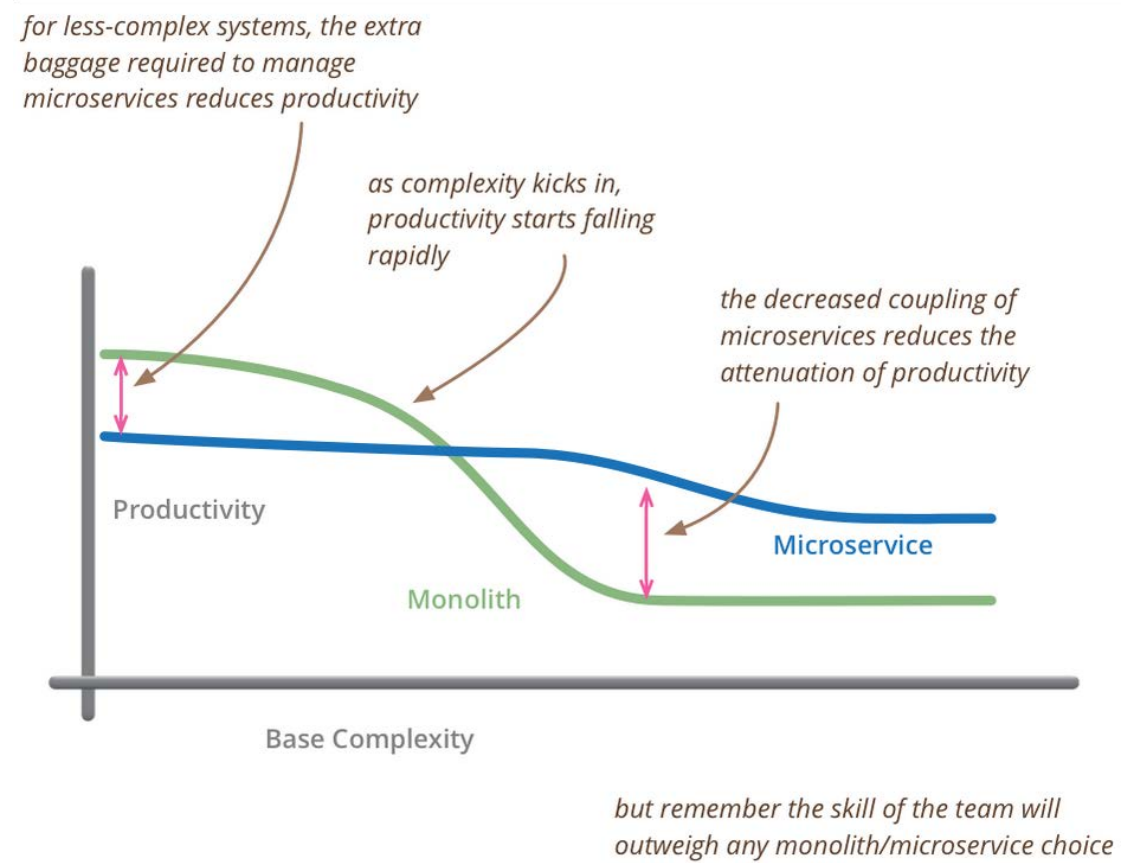 for less-complex systems, the extra
baggage required to manage
microservices reduces productivity
as complexity kicks in,
productivity starts falling
rapidly
the decreased coupling of
microservices reduces the
attenuation of productivity
Productivity
Microservice
Monolith
Base Complexity
but remember the skill of the team will
outweigh any monolith/microservice choice